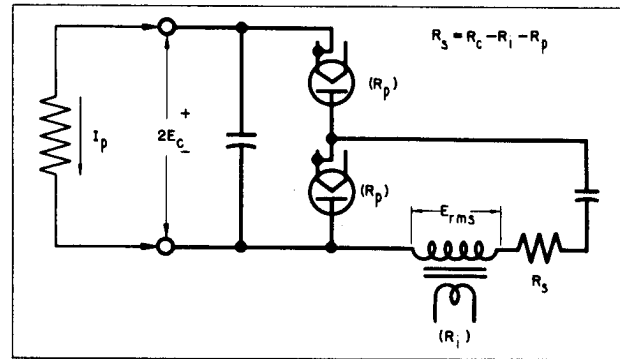 R_s = R_c - R_i - R_p
(R_p)
I_p
+
2E_c
-
(R_p)
E_rms
R_s
(R_i)